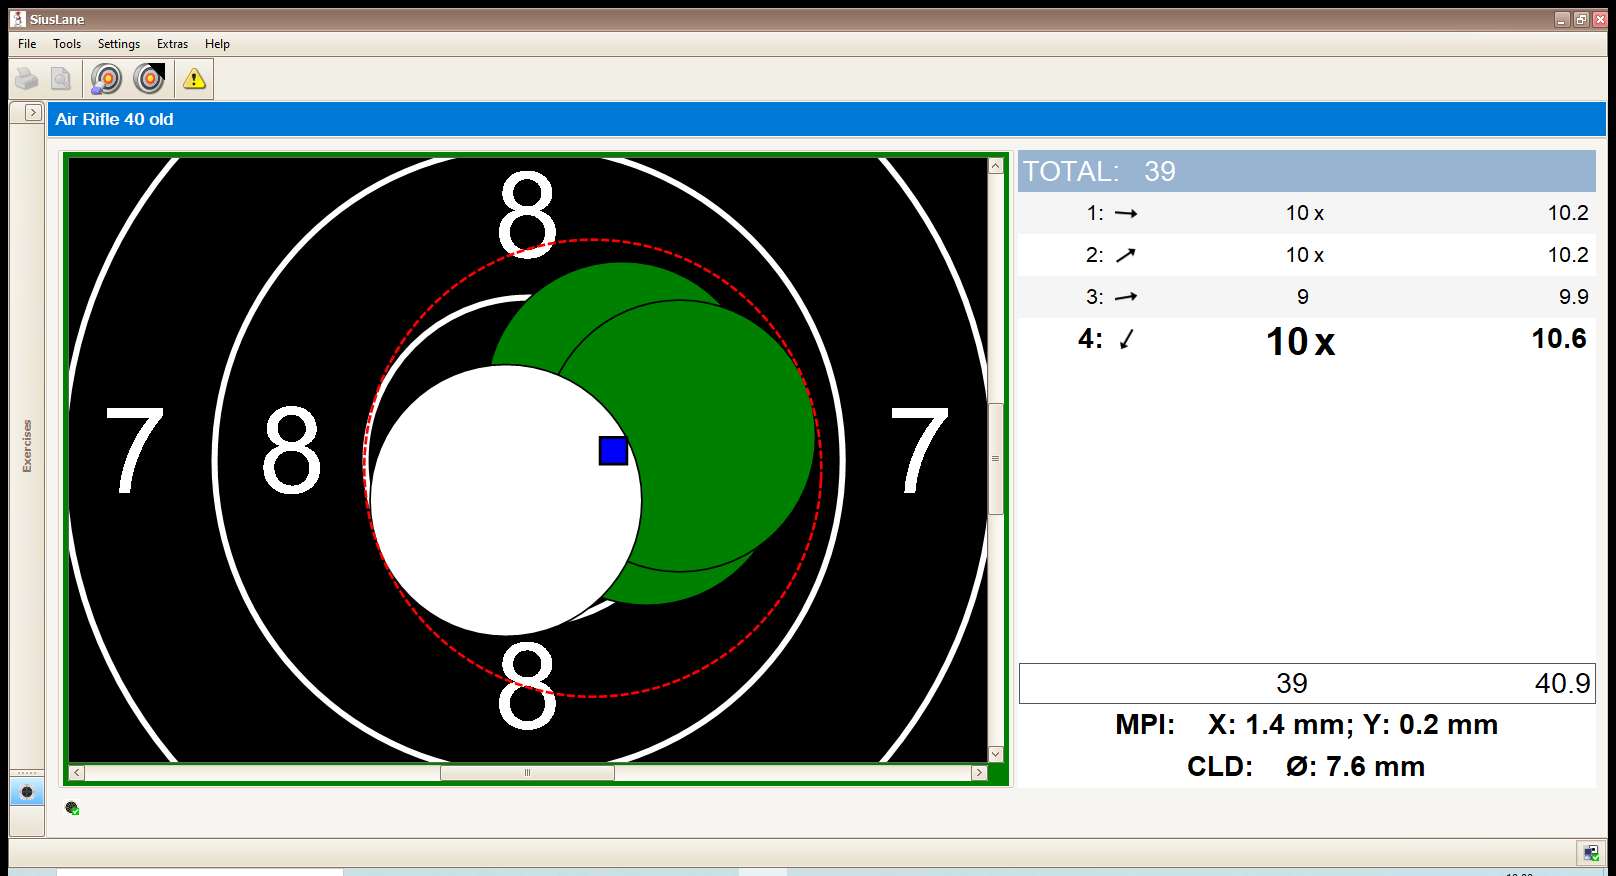 SiusLane
File Tools Settings Extras Help
Air Rifle 40 old
Exercises
8
7 8 7
8
TOTAL: 39
1: 10 x 10.2
2: 10 x 10.2
3: 9 9.9
4: 10 x 10.6
39 40.9
MPI: X: 1.4 mm; Y: 0.2 mm
CLD: Ø: 7.6 mm